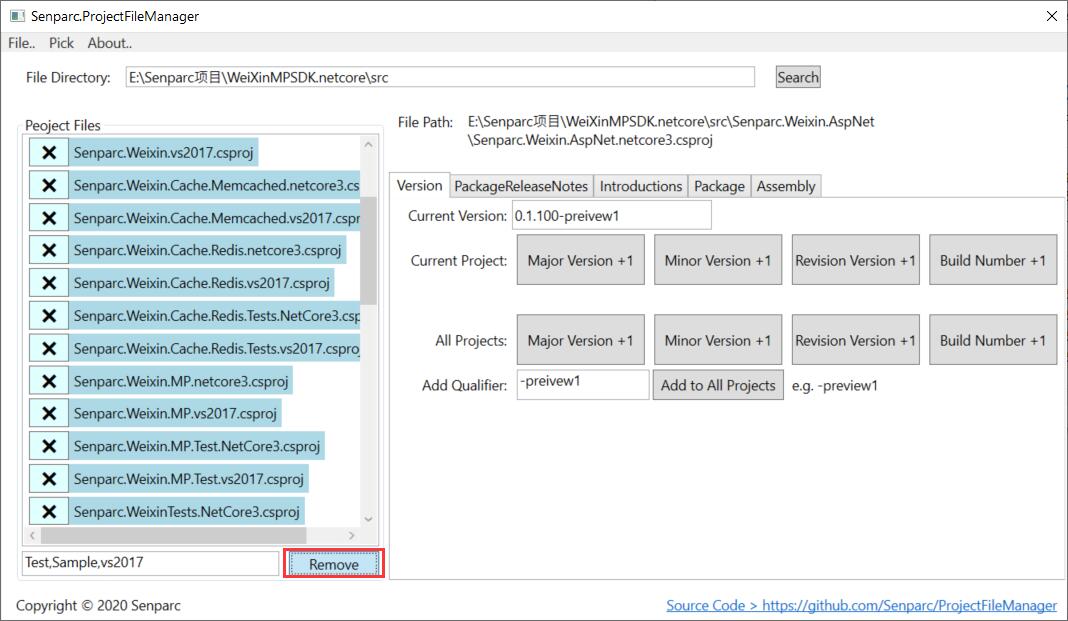 Senparc.ProjectFileManager
File.. Pick About..
File Directory: E:\Senparc项目\WeiXinMPSDK.netcore\src Search
Peoject Files
Senparc.Weixin.vs2017.csproj
Senparc.Weixin.Cache.Memcached.netcore3.cs
Senparc.Weixin.Cache.Memcached.vs2017.cspr
Senparc.Weixin.Cache.Redis.netcore3.csproj
Senparc.Weixin.Cache.Redis.vs2017.csproj
Senparc.Weixin.Cache.Redis.Tests.NetCore3.csp
Senparc.Weixin.Cache.Redis.Tests.vs2017.cspro
Senparc.Weixin.MP.netcore3.csproj
Senparc.Weixin.MP.vs2017.csproj
Senparc.Weixin.MP.Test.NetCore3.csproj
Senparc.Weixin.MP.Test.vs2017.csproj
Senparc.WeixinTests.NetCore3.csproj
Test,Sample,vs2017 Remove
File Path: E:\Senparc项目\WeiXinMPSDK.netcore\src\Senparc.Weixin.AspNet
\Senparc.Weixin.AspNet.netcore3.csproj
Version PackageReleaseNotes Introductions Package Assembly
Current Version: 0.1.100-preivew1
Current Project: Major Version +1 Minor Version +1 Revision Version +1 Build Number +1
All Projects: Major Version +1 Minor Version +1 Revision Version +1 Build Number +1
Add Qualifier: -preivew1 Add to All Projects e.g. -preview1
Copyright © 2020 Senparc
Source Code > https://github.com/Senparc/ProjectFileManager